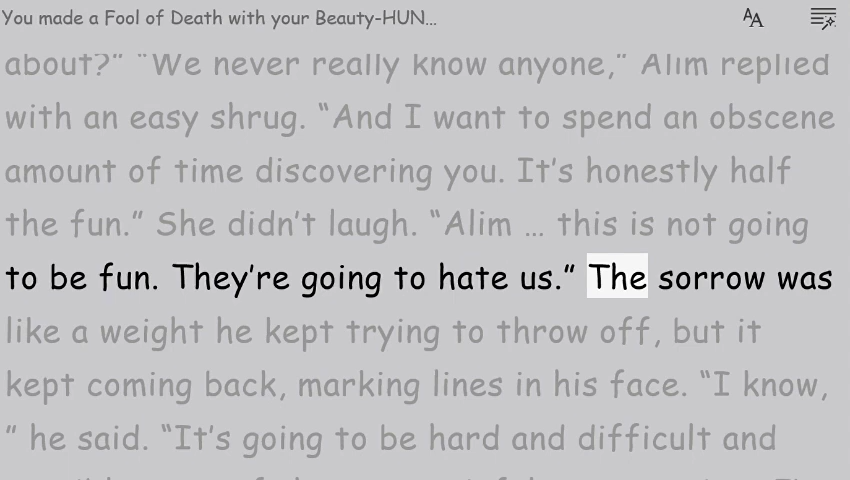 You made a Fool of Death with your Beauty-HUN...
about?” “We never really know anyone,” Alim replied
with an easy shrug. “And I want to spend an obscene
amount of time discovering you. It’s honestly half
the fun.” She didn’t laugh. “Alim … this is not going
to be fun. They’re going to hate us.” The sorrow was
like a weight he kept trying to throw off, but it
kept coming back, marking lines in his face. “I know,
” he said. “It’s going to be hard and difficult and